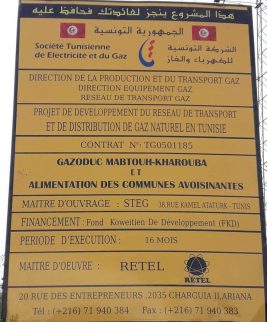 هذا المشروع ينجز لفائدتك فحافظ عليه
الجمهورية التونسية
Société Tunisienne
de Electricité et du Gaz
الشركة التونسية
للكهرباء والغاز
DIRECTION DE LA PRODUCTION ET DU TRANSPORT GAZ
DIRECTION EQUIPEMENT GAZ
RESEAU DE TRANSPORT GAZ
PROJET DE DEVELOPPEMENT DU RESEAU DE TRANSPORT
ET DE DISTRIBUTION DE GAZ NATUREL EN TUNISIE
CONTRAT N°: TG0501185
GAZODUC MABTOUH-KHAROUBA
ET
ALIMENTATION DES COMMUNES AVOISINANTES
MAITRE D'OUVRAGE : STEG 38,RUE KAMEL ATATURK - TUNIS
FINANCEMENT : Fond Koweitien De Développement (FKD)
PERIODE D'EXECUTION : 16 MOIS
MAITRE D'OEUVRE : RETEL
RETEL
20 RUE DES ENTREPRENEURS .2035 CHARGUIA II,ARIANA
Tél : (+216) 71 940 384 Fax : (+216) 71 940 383